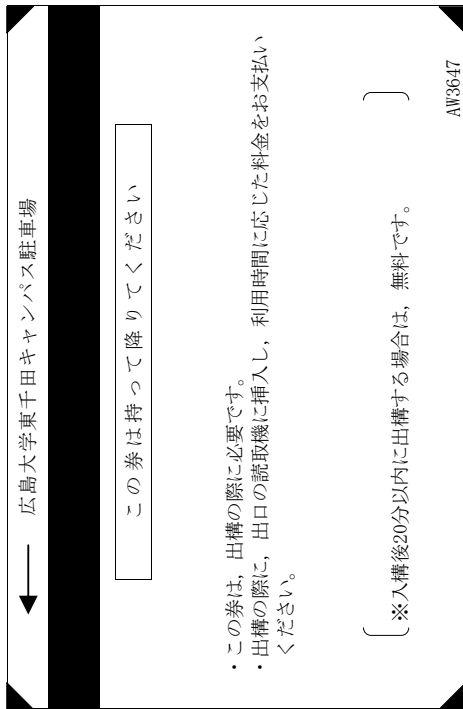 ← 広島大学東千田キャンパス駐車場
この券は持って降りてください
・この券は，出構の際に必要です。
・出構の際に，出口の読取機に挿入し，利用時間に応じた料金をお支払い
ください。
※入構後20分以内に出構する場合は，無料です。
AW3647